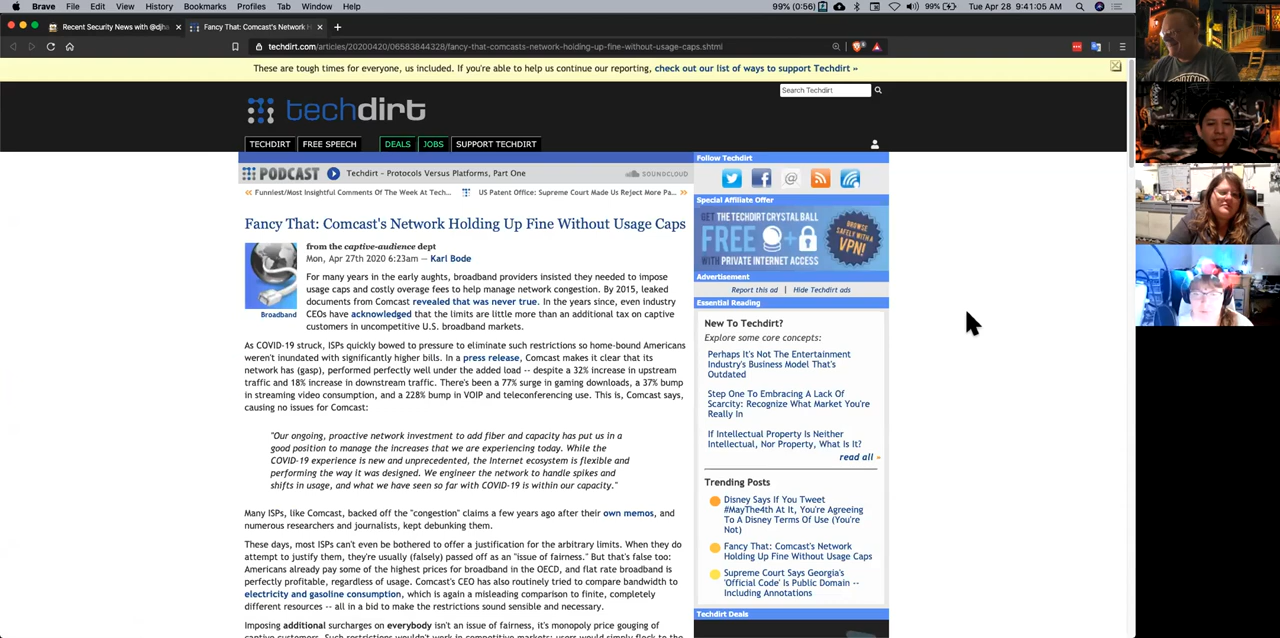 Brave File Edit View History Bookmarks Profiles Tab Window Help 99% (0:56) 99% Tue Apr 28 9:41:05 AM
Recent Security News with @djha Fancy That: Comcast's Network H
techdirt.com/articles/20200420/06583844328/fancy-that-comcasts-network-holding-up-fine-without-usage-caps.shtml
These are tough times for everyone, us included. If you're able to help us continue our reporting, check out our list of ways to support Techdirt »
techdirt
Search Techdirt
TECHDIRT FREE SPEECH DEALS JOBS SUPPORT TECHDIRT
PODCAST Techdirt - Protocols Versus Platforms, Part One SOUNDCLOUD
Funniest/Most Insightful Comments Of The Week At Tech... US Patent Office: Supreme Court Made Us Reject More Pa...
Fancy That: Comcast's Network Holding Up Fine Without Usage Caps
from the captive-audience dept
Mon, Apr 27th 2020 6:23am — Karl Bode
Broadband
For many years in the early aughts, broadband providers insisted they needed to impose
usage caps and costly overage fees to help manage network congestion. By 2015, leaked
documents from Comcast revealed that was never true. In the years since, even industry
CEOs have acknowledged that the limits are little more than an additional tax on captive
customers in uncompetitive U.S. broadband markets.
As COVID-19 struck, ISPs quickly bowed to pressure to eliminate such restrictions so home-bound Americans
weren't inundated with significantly higher bills. In a press release, Comcast makes it clear that its
network has (gasp), performed perfectly well under the added load -- despite a 32% increase in upstream
traffic and 18% increase in downstream traffic. There's been a 77% surge in gaming downloads, a 37% bump
in streaming video consumption, and a 228% bump in VOIP and teleconferencing use. This is, Comcast says,
causing no issues for Comcast:
"Our ongoing, proactive network investment to add fiber and capacity has put us in a
good position to manage the increases that we are experiencing today. While the
COVID-19 experience is new and unprecedented, the Internet ecosystem is flexible and
performing the way it was designed. We engineer the network to handle spikes and
shifts in usage, and what we have seen so far with COVID-19 is within our capacity."
Many ISPs, like Comcast, backed off the "congestion" claims a few years ago after their own memos, and
numerous researchers and journalists, kept debunking them.
These days, most ISPs can't even be bothered to offer a justification for the arbitrary limits. When they do
attempt to justify them, they're usually (falsely) passed off as an "issue of fairness." But that's false too:
Americans already pay some of the highest prices for broadband in the OECD, and flat rate broadband is
perfectly profitable, regardless of usage. Comcast's CEO has also routinely tried to compare bandwidth to
electricity and gasoline consumption, which is again a misleading comparison to finite, completely
different resources -- all in a bid to make the restrictions sound sensible and necessary.
Imposing additional surcharges on everybody isn't an issue of fairness, it's monopoly price gouging of
captive customers. Such restrictions wouldn't work in competitive markets; users would simply flock to the
Follow Techdirt
Special Affiliate Offer
GET THE TECHDIRT CRYSTAL BALL
FREE +
WITH PRIVATE INTERNET ACCESS
BROWSE SAFELY WITH A VPN!
Advertisement
Report this ad | Hide Techdirt ads
Essential Reading
New To Techdirt?
Explore some core concepts:
Perhaps It's Not The Entertainment
Industry's Business Model That's
Outdated
Step One To Embracing A Lack Of
Scarcity: Recognize What Market You're
Really In
If Intellectual Property Is Neither
Intellectual, Nor Property, What Is It?
read all »
Trending Posts
Disney Says If You Tweet
#MayThe4th At It, You're Agreeing
To A Disney Terms Of Use (You're
Not)
Fancy That: Comcast's Network
Holding Up Fine Without Usage Caps
Supreme Court Says Georgia's
'Official Code' Is Public Domain --
Including Annotations
Techdirt Deals